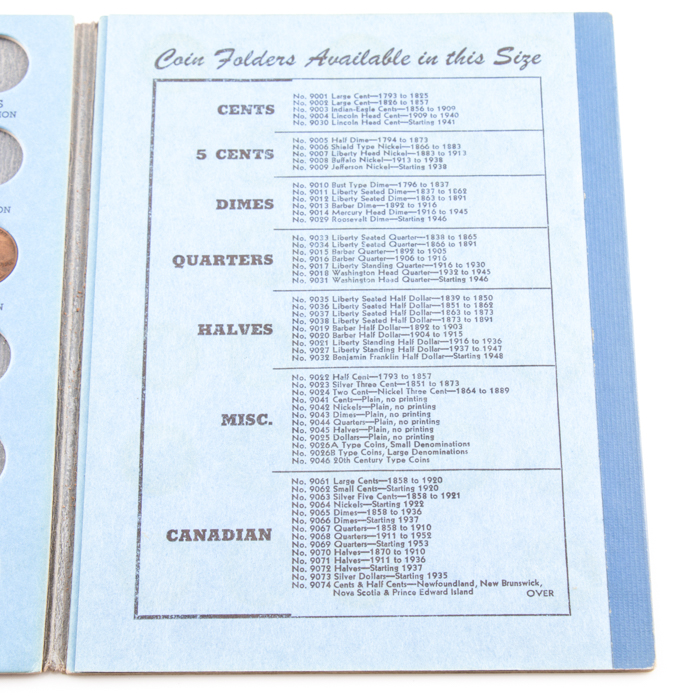 S
ION
ON
N
Coin Folders Available in this Size
CENTS
No. 9001 Large Cent—1793 to 1825
No. 9002 Large Cent—1826 to 1857
No. 9003 Indian-Eagle Cents—1856 to 1909
No. 9004 Lincoln Head Cent—1909 to 1940
No. 9030 Lincoln Head Cent—Starting 1941
5 CENTS
No. 9005 Half Dime—1794 to 1873
No. 9006 Shield Type Nickel—1866 to 1883
No. 9007 Liberty Head Nickel—1883 to 1913
No. 9008 Buffalo Nickel—1913 to 1938
No. 9009 Jefferson Nickel—Starting 1938
DIMES
No. 9010 Bust Type Dime—1796 to 1837
No. 9011 Liberty Seated Dime—1837 to 1862
No. 9012 Liberty Seated Dime—1863 to 1891
No. 9013 Barber Dime—1892 to 1916
No. 9014 Mercury Head Dime—1916 to 1945
No. 9029 Roosevelt Dime—Starting 1946
QUARTERS
No. 9033 Liberty Seated Quarter—1838 to 1865
No. 9034 Liberty Seated Quarter—1866 to 1891
No. 9015 Barber Quarter—1892 to 1905
No. 9016 Barber Quarter—1906 to 1916
No. 9017 Liberty Standing Quarter—1916 to 1930
No. 9018 Washington Head Quarter—1932 to 1945
No. 9031 Washington Head Quarter—Starting 1946
HALVES
No. 9035 Liberty Seated Half Dollar—1839 to 1850
No. 9036 Liberty Seated Half Dollar—1851 to 1862
No. 9037 Liberty Seated Half Dollar—1863 to 1873
No. 9038 Liberty Seated Half Dollar—1873 to 1891
No. 9019 Barber Half Dollar—1892 to 1903
No. 9020 Barber Half Dollar—1904 to 1915
No. 9021 Liberty Standing Half Dollar—1916 to 1936
No. 9027 Liberty Standing Half Dollar—1937 to 1947
No. 9032 Benjamin Franklin Half Dollar—Starting 1948
MISC.
No. 9022 Half Cent—1793 to 1857
No. 9023 Silver Three Cent—1851 to 1873
No. 9024 Two Cent—Nickel Three Cent—1864 to 1889
No. 9041 Cents—Plain, no printing
No. 9042 Nickels—Plain, no printing
No. 9043 Dimes—Plain, no printing
No. 9044 Quarters—Plain, no printing
No. 9045 Halves—Plain, no printing
No. 9025 Dollars—Plain, no printing
No. 9026A Type Coins, Small Denominations
No. 9026B Type Coins, Large Denominations
No. 9046 20th Century Type Coins
CANADIAN
No. 9061 Large Cents—1858 to 1920
No. 9062 Small Cents—Starting 1920
No. 9063 Silver Five Cents—1858 to 1921
No. 9064 Nickels—Starting 1922
No. 9065 Dimes—1858 to 1936
No. 9066 Dimes—Starting 1937
No. 9067 Quarters—1858 to 1910
No. 9068 Quarters—1911 to 1952
No. 9069 Quarters—Starting 1953
No. 9070 Halves—1870 to 1910
No. 9071 Halves—1911 to 1936
No. 9072 Halves—Starting 1937
No. 9073 Silver Dollars—Starting 1935
No. 9074 Cents & Half Cents—Newfoundland, New Brunswick,
Nova Scotia & Prince Edward Island
OVER